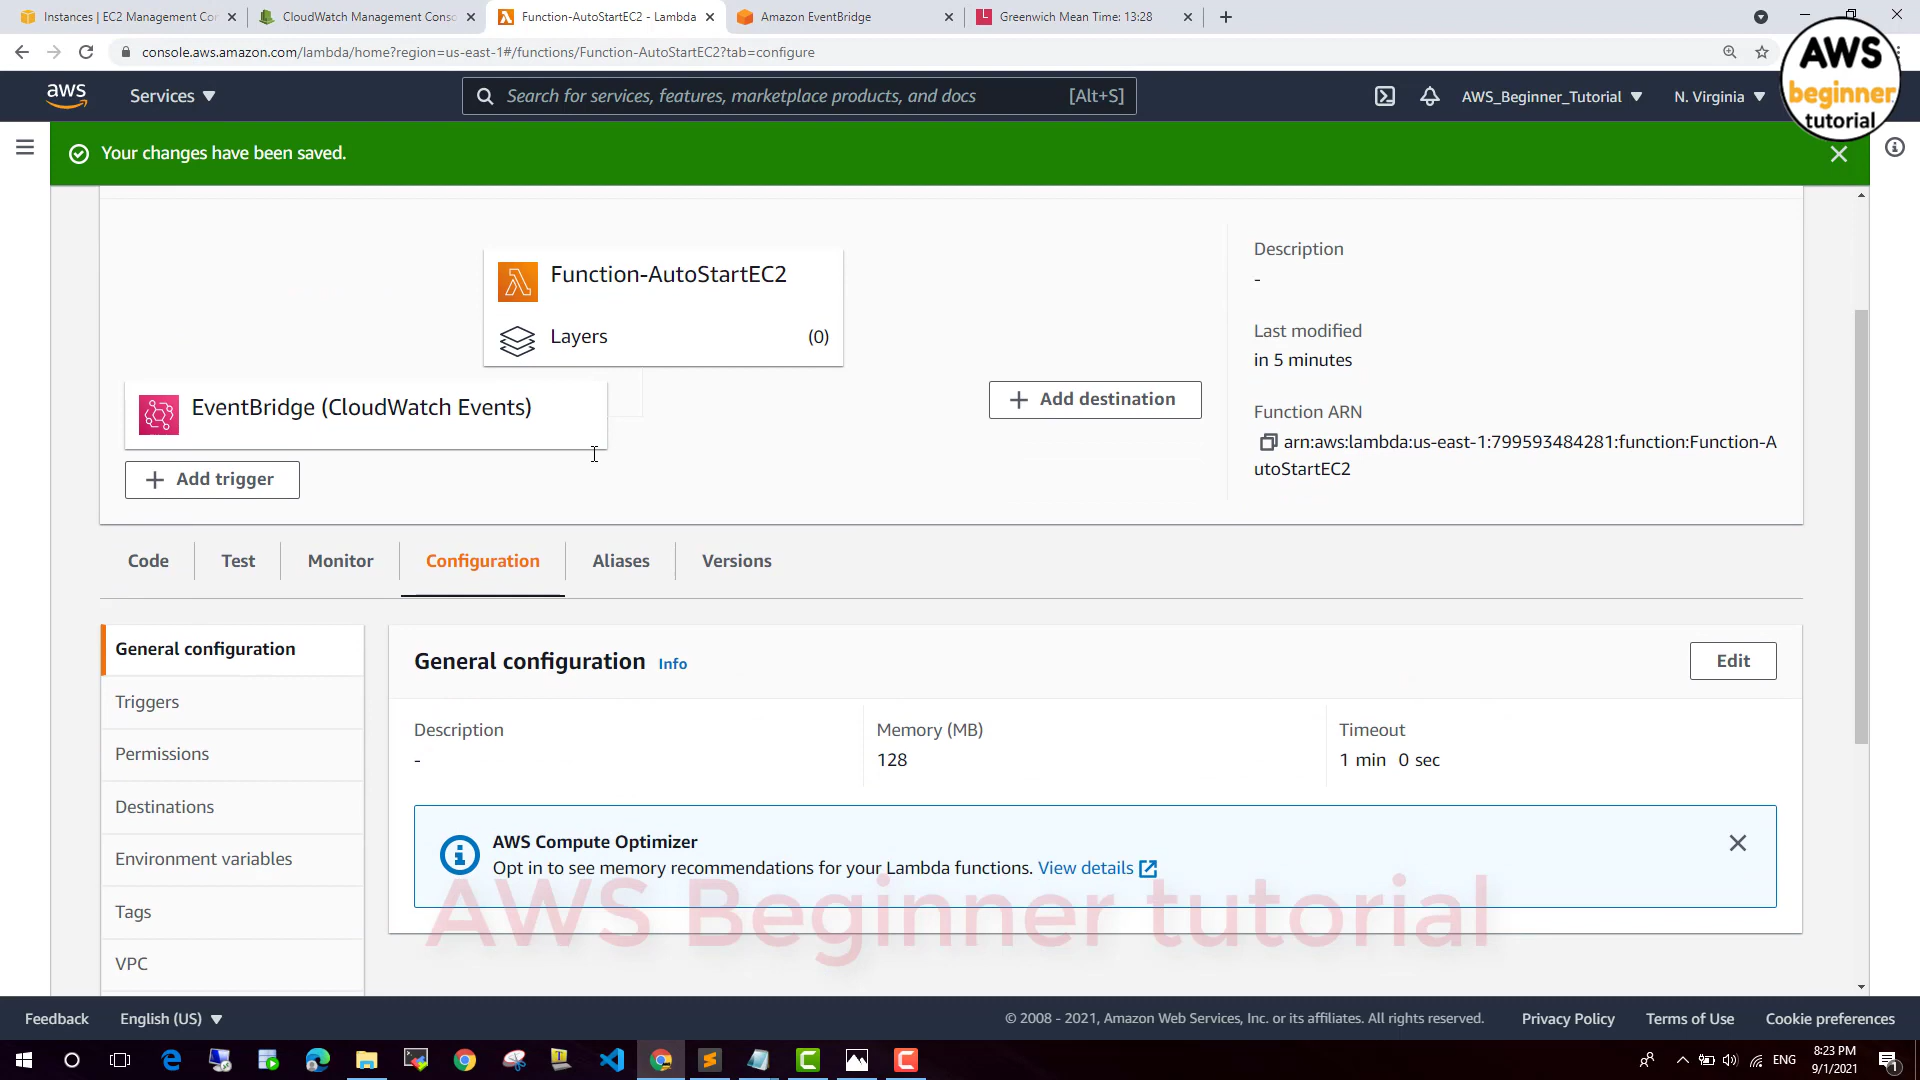 Instances | EC2 Management Con
CloudWatch Management Conso
Function-AutoStartEC2 - Lambda
Amazon EventBridge
Greenwich Mean Time: 13:28
console.aws.amazon.com/lambda/home?region=us-east-1#/functions/Function-AutoStartEC2?tab=configure
AWS
beginner
tutorial
aws
Services
Search for services, features, marketplace products, and docs
[Alt+S]
AWS_Beginner_Tutorial
N. Virginia
Your changes have been saved.
Function-AutoStartEC2
Layers
(0)
EventBridge (CloudWatch Events)
Add trigger
Add destination
Description
-
Last modified
in 5 minutes
Function ARN
arn:aws:lambda:us-east-1:799593484281:function:Function-A
utoStartEC2
Code
Test
Monitor
Configuration
Aliases
Versions
General configuration
Triggers
Permissions
Destinations
Environment variables
Tags
VPC
General configuration
Info
Edit
Description
-
Memory (MB)
128
Timeout
1 min 0 sec
AWS Compute Optimizer
Opt in to see memory recommendations for your Lambda functions. View details
AWS Beginner tutorial
Feedback
English (US)
© 2008 - 2021, Amazon Web Services, Inc. or its affiliates. All rights reserved.
Privacy Policy
Terms of Use
Cookie preferences
ENG
8:23 PM
9/1/2021
1